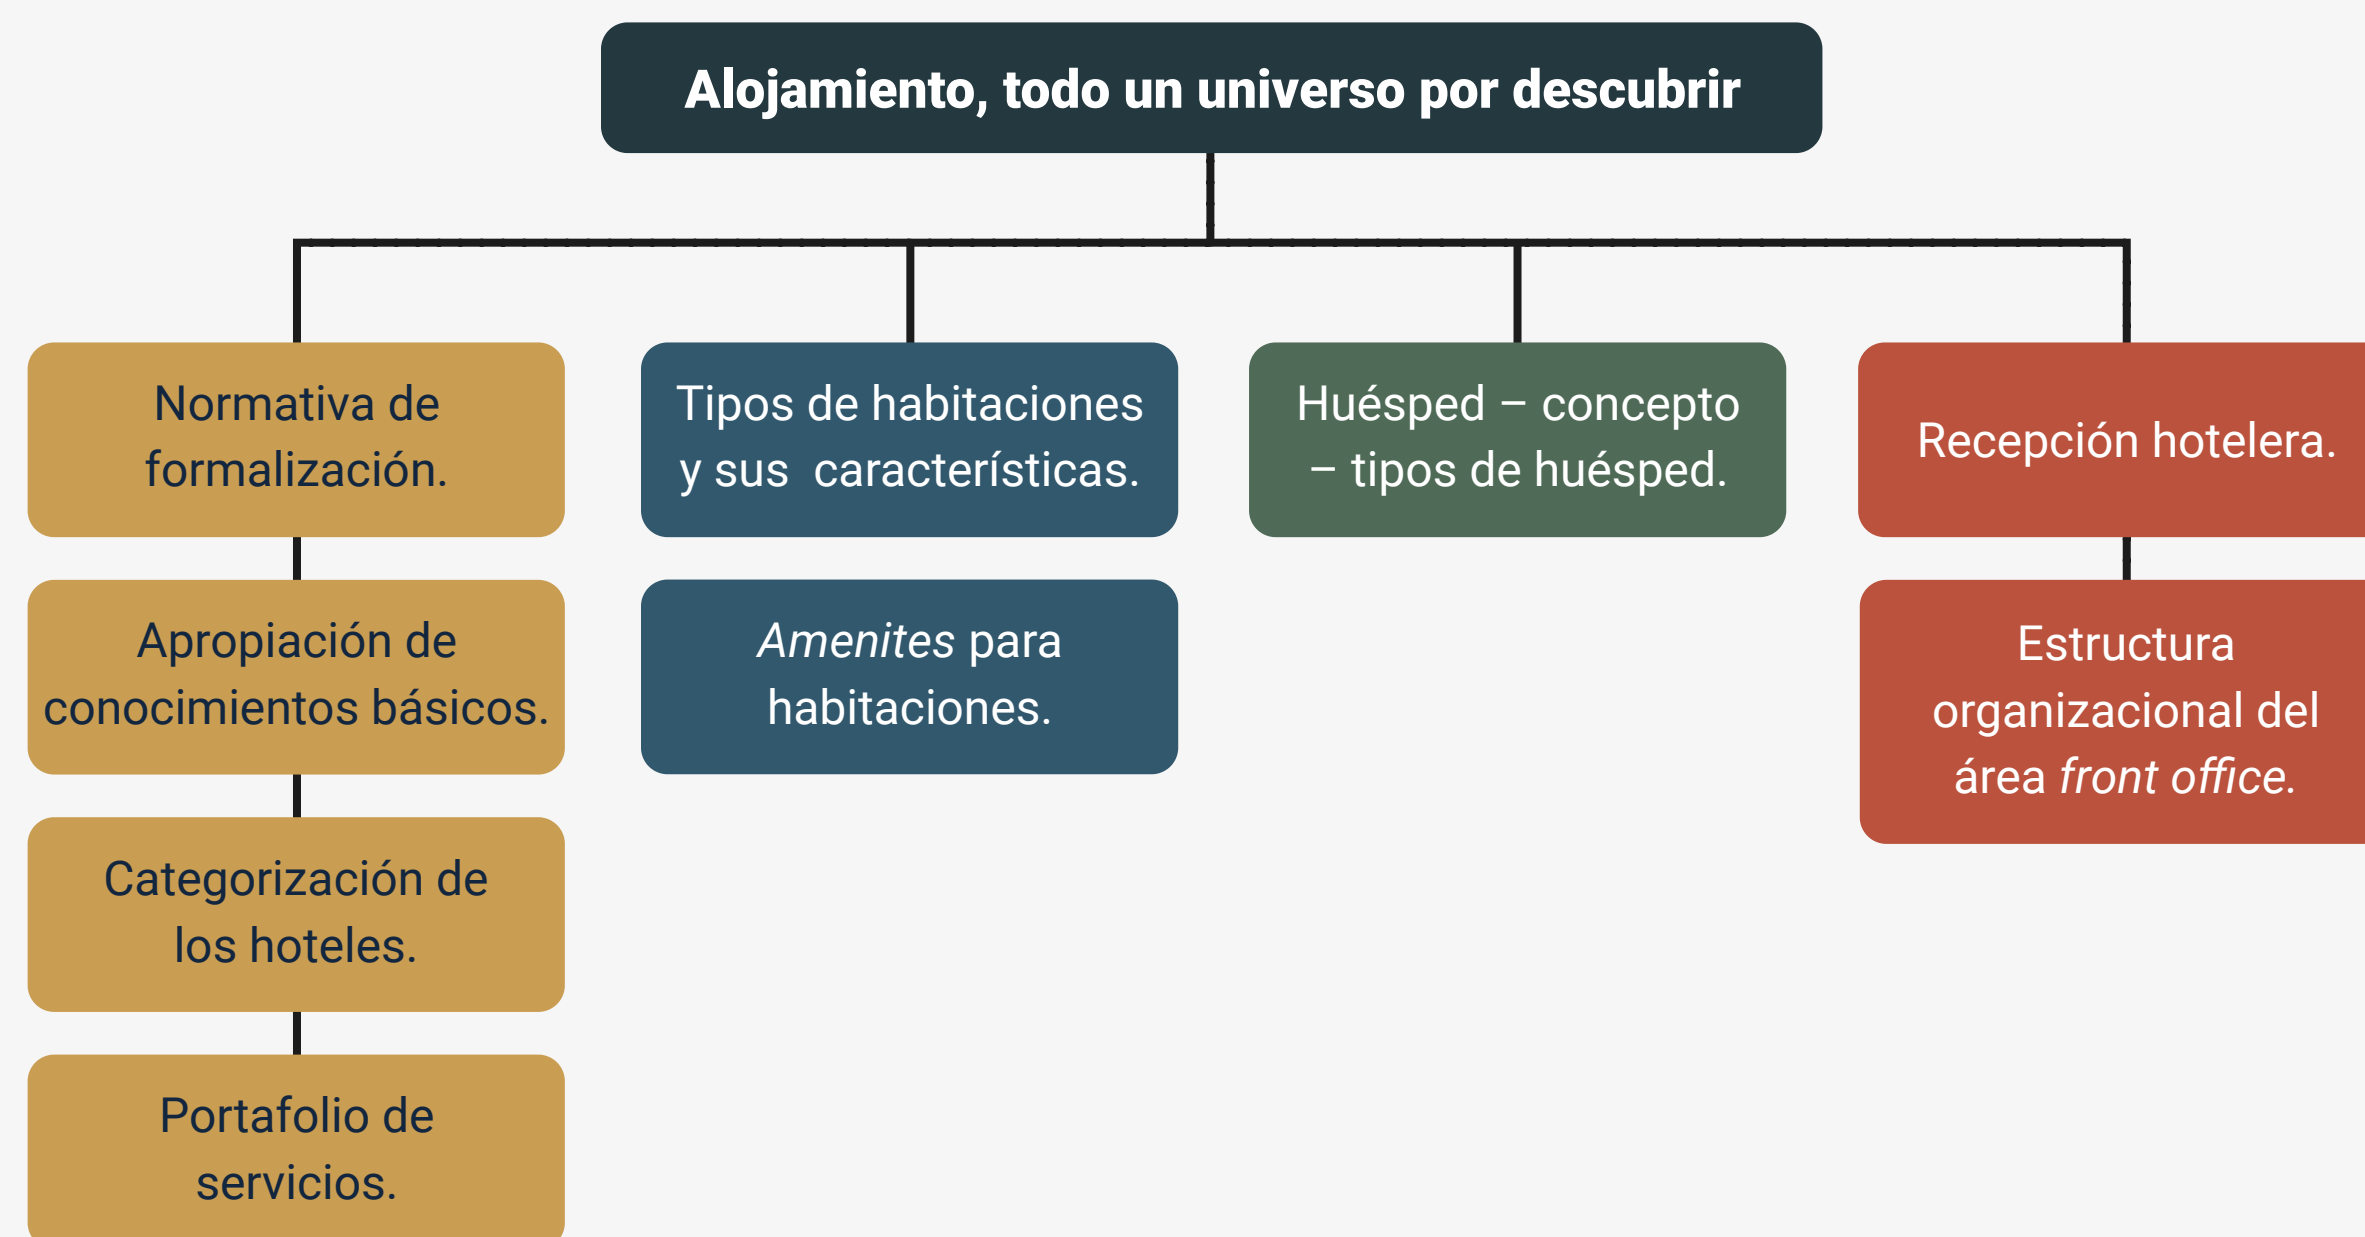 Alojamiento, todo un universo por descubrir
Normativa de
formalización.
Apropiación de
conocimientos básicos.
Categorización de
los hoteles.
Portafolio de
servicios.
Tipos de habitaciones
y sus  características.
Amenites para
habitaciones.
Huésped – concepto
– tipos de huésped.
Recepción hotelera.
Estructura
organizacional del
área front office.